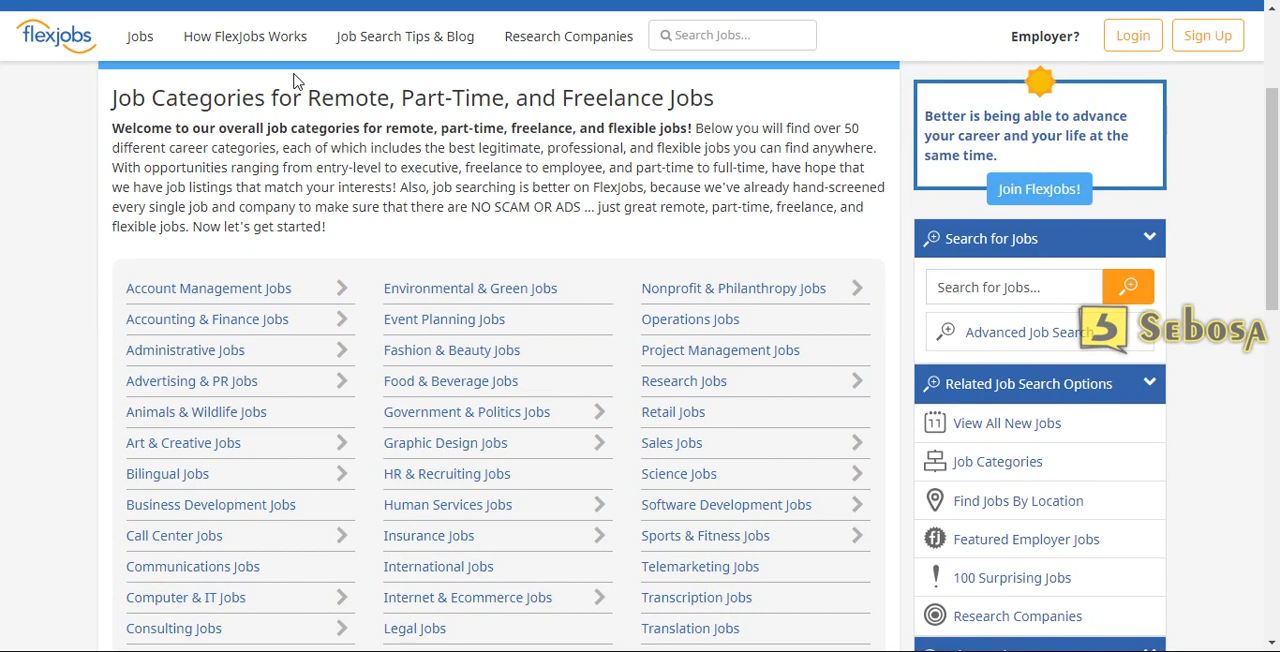 flexjobs
Jobs
How FlexJobs Works
Job Search Tips & Blog
Research Companies
Search Jobs...
Employer?
Login
Sign Up
Job Categories for Remote, Part-Time, and Freelance Jobs
Welcome to our overall job categories for remote, part-time, freelance, and flexible jobs! Below you will find over 50
different career categories, each of which includes the best legitimate, professional, and flexible jobs you can find anywhere.
With opportunities ranging from entry-level to executive, freelance to employee, and part-time to full-time, have hope that
we have job listings that match your interests! Also, job searching is better on FlexJobs, because we've already hand-screened
every single job and company to make sure that there are NO SCAM OR ADS ... just great remote, part-time, freelance, and
flexible jobs. Now let's get started!
Account Management Jobs
Accounting & Finance Jobs
Administrative Jobs
Advertising & PR Jobs
Animals & Wildlife Jobs
Art & Creative Jobs
Bilingual Jobs
Business Development Jobs
Call Center Jobs
Communications Jobs
Computer & IT Jobs
Consulting Jobs
Environmental & Green Jobs
Event Planning Jobs
Fashion & Beauty Jobs
Food & Beverage Jobs
Government & Politics Jobs
Graphic Design Jobs
HR & Recruiting Jobs
Human Services Jobs
Insurance Jobs
International Jobs
Internet & Ecommerce Jobs
Legal Jobs
Nonprofit & Philanthropy Jobs
Operations Jobs
Project Management Jobs
Research Jobs
Retail Jobs
Sales Jobs
Science Jobs
Software Development Jobs
Sports & Fitness Jobs
Telemarketing Jobs
Transcription Jobs
Translation Jobs
Better is being able to advance
your career and your life at the
same time.
Join FlexJobs!
Search for Jobs
Search for Jobs...
Advanced Job Search
5 SEBOSA
Related Job Search Options
11 View All New Jobs
Job Categories
Find Jobs By Location
fj Featured Employer Jobs
100 Surprising Jobs
Research Companies